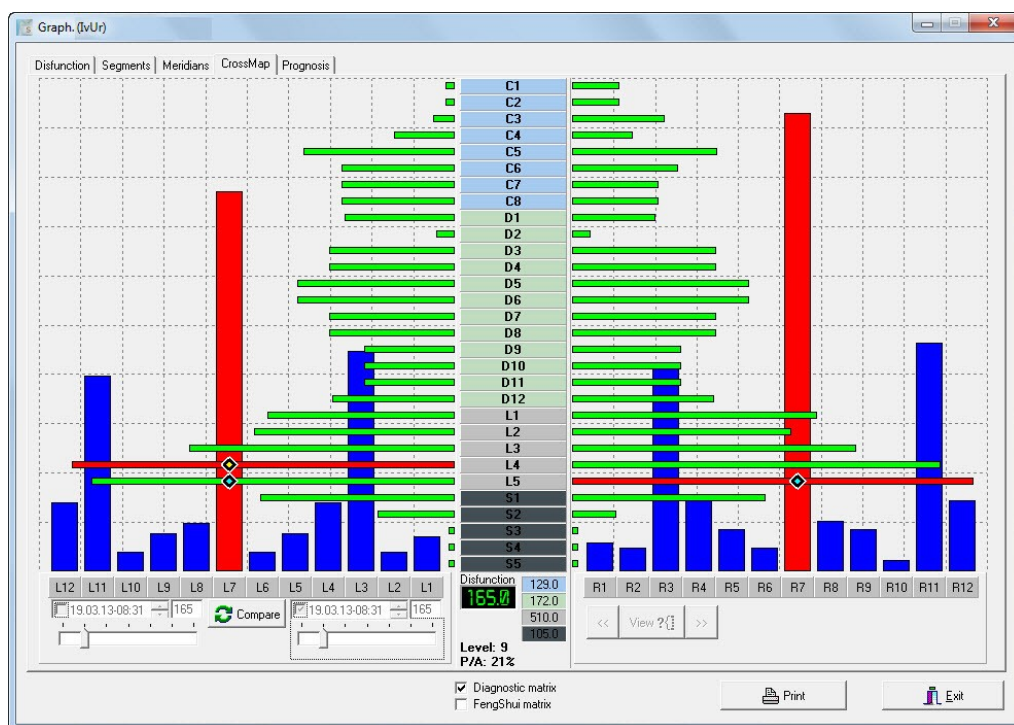 Graph. (IvUr)
Disfunction Segments Meridians CrossMap Prognosis
C1
C2
C3
C4
C5
C6
C7
C8
D1
D2
D3
D4
D5
D6
D7
D8
D9
D10
D11
D12
L1
L2
L3
L4
L5
S1
S2
S3
S4
S5
L12 L11 L10 L9 L8 L7 L6 L5 L4 L3 L2 L1
R1 R2 R3 R4 R5 R6 R7 R8 R9 R10 R11 R12
19.03.13-08:31 165
Compare
19.03.13-08:31 165
Disfunction
165.0
129.0
172.0
510.0
105.0
Level: 9
P/A: 21%
<< View ?{} >>
Diagnostic matrix
FengShui matrix
Print
Exit